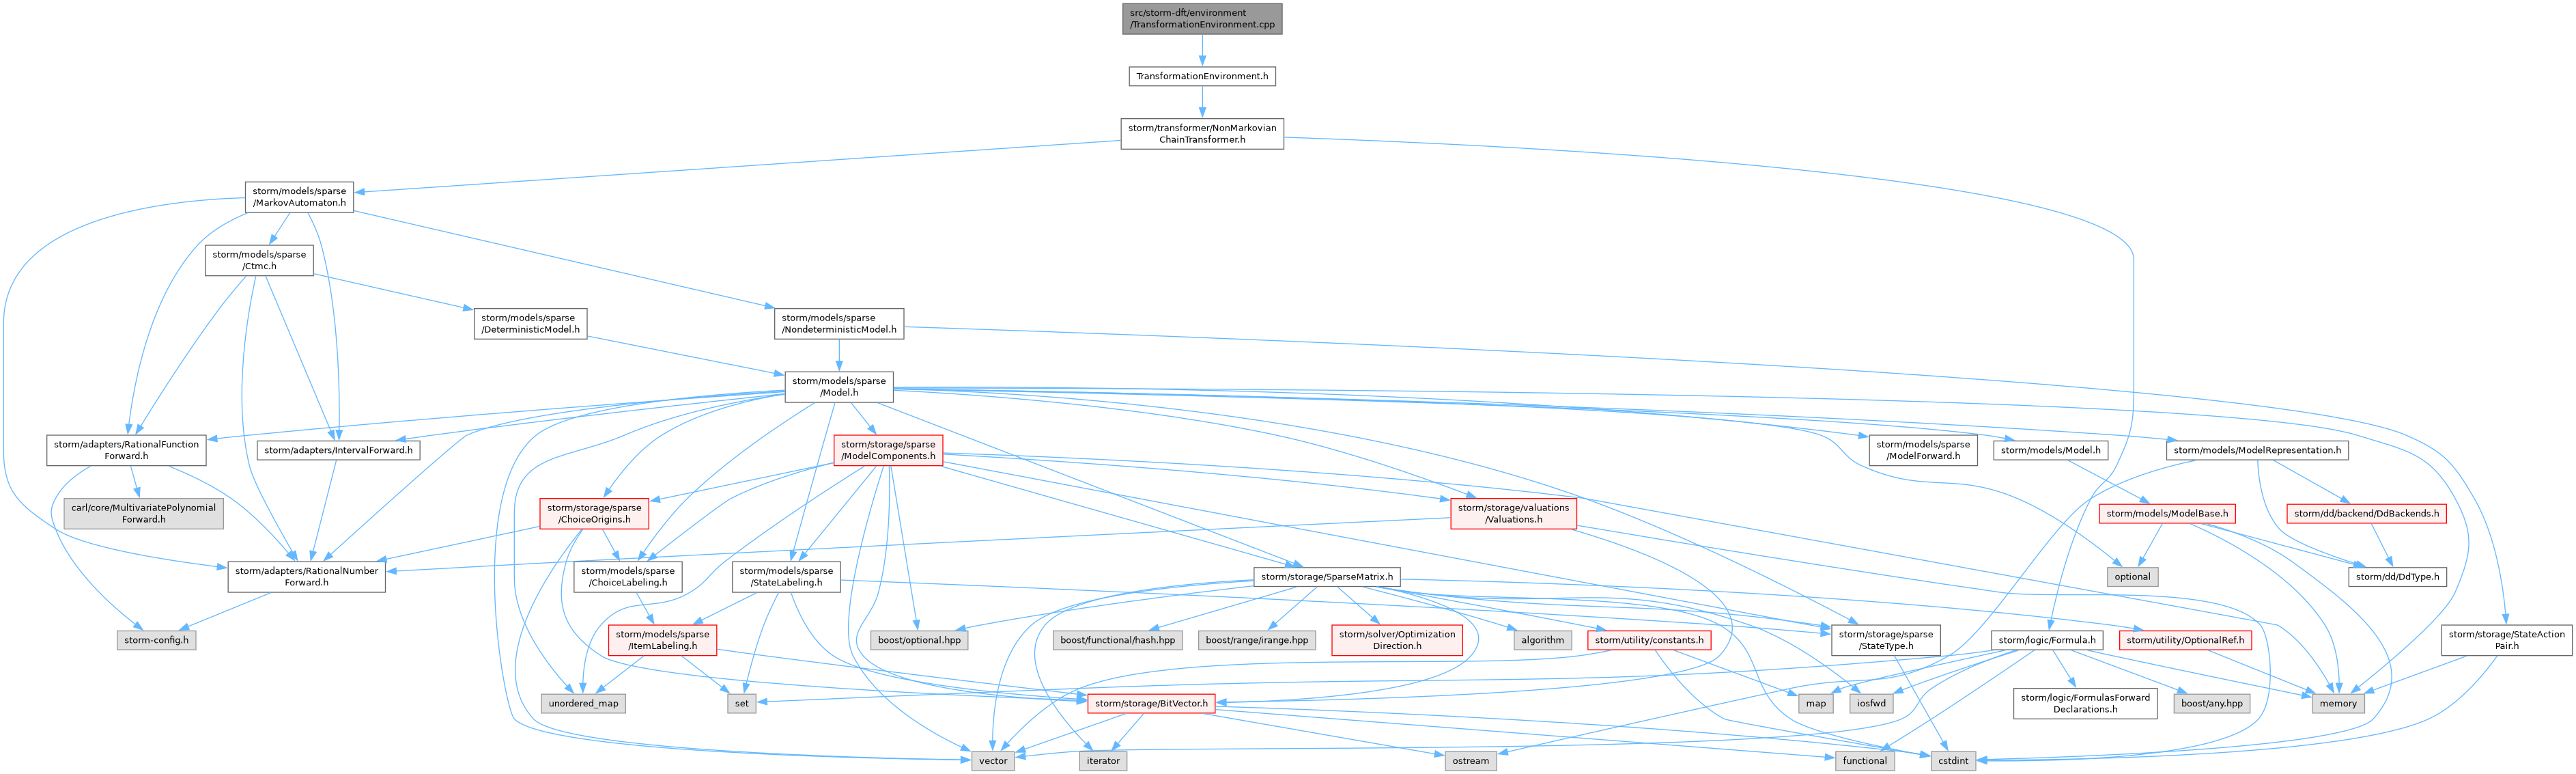 src/storm-dft/environment
/TransformationEnvironment.cpp
TransformationEnvironment.h
storm/transformer/NonMarkovian
ChainTransformer.h
storm/models/sparse
/MarkovAutomaton.h
storm/models/sparse
/Ctmc.h
storm/models/sparse
/DeterministicModel.h
storm/models/sparse
/NondeterministicModel.h
storm/models/sparse
/Model.h
storm/adapters/RationalFunction
Forward.h
storm/adapters/IntervalForward.h
storm/storage/sparse
/ModelComponents.h
storm/models/sparse
/ModelForward.h
storm/models/Model.h
storm/models/ModelRepresentation.h
carl/core/MultivariatePolynomial
Forward.h
storm/storage/sparse
/ChoiceOrigins.h
storm/storage/valuations
/Valuations.h
storm/models/ModelBase.h
storm/dd/backend/DdBackends.h
storm/adapters/RationalNumber
Forward.h
storm/models/sparse
/ChoiceLabeling.h
storm/models/sparse
/StateLabeling.h
storm/storage/SparseMatrix.h
optional
storm/dd/DdType.h
storm-config.h
storm/models/sparse
/ItemLabeling.h
boost/optional.hpp
boost/functional/hash.hpp
boost/range/irange.hpp
storm/solver/Optimization
Direction.h
algorithm
storm/utility/constants.h
storm/storage/sparse
/StateType.h
storm/logic/Formula.h
storm/utility/OptionalRef.h
storm/storage/StateAction
Pair.h
unordered_map
set
storm/storage/BitVector.h
map
iosfwd
storm/logic/FormulasForward
Declarations.h
boost/any.hpp
memory
vector
iterator
ostream
functional
cstdint